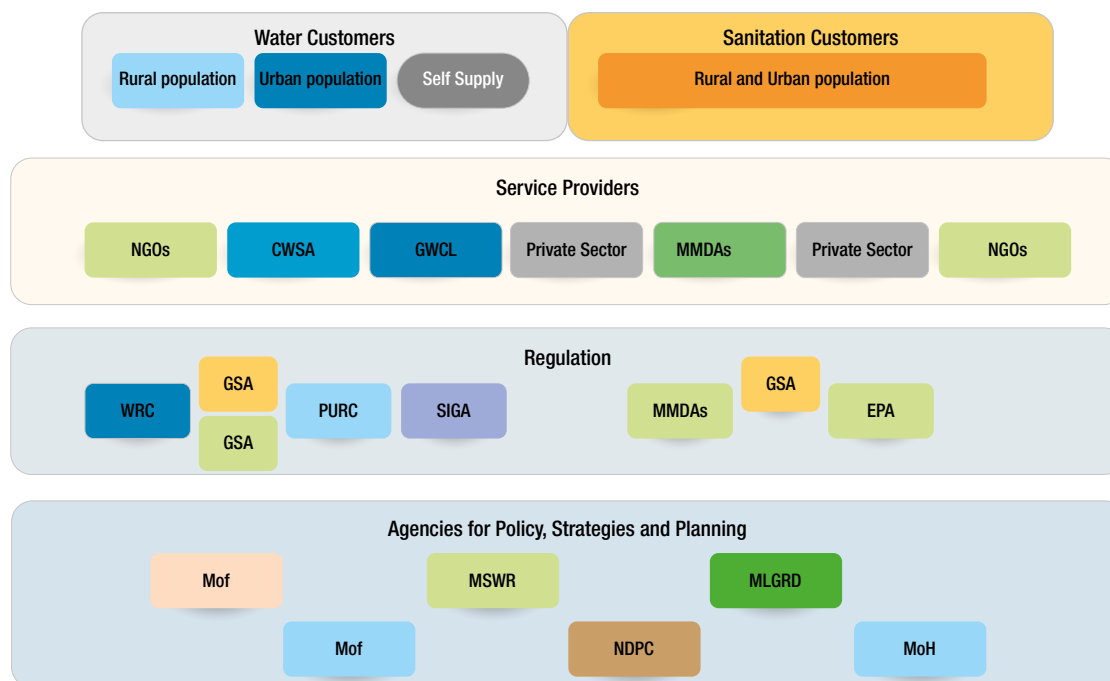 Water Customers
Rural population
Urban population
Self Supply
Sanitation Customers
Rural and Urban population
Service Providers
NGOs
CWSA
GWCL
Private Sector
MMDAs
Private Sector
NGOs
Regulation
WRC
GSA
GSA
PURC
SIGA
MMDAs
GSA
EPA
Agencies for Policy, Strategies and Planning
Mof
MSWR
MLGRD
Mof
NDPC
MoH